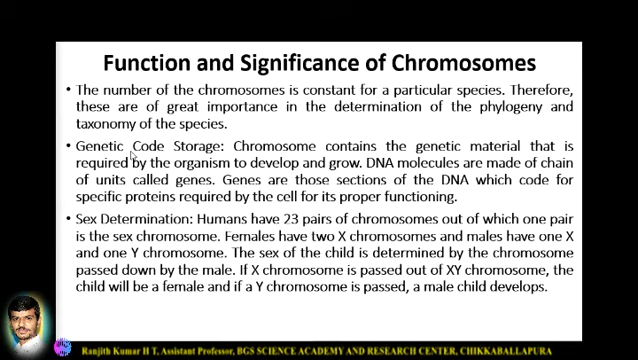 Function and Significance of Chromosomes
• The number of the chromosomes is constant for a particular species. Therefore,
these are of great importance in the determination of the phylogeny and
taxonomy of the species.
• Genetic Code Storage: Chromosome contains the genetic material that is
required by the organism to develop and grow. DNA molecules are made of chain
of units called genes. Genes are those sections of the DNA which code for
specific proteins required by the cell for its proper functioning.
• Sex Determination: Humans have 23 pairs of chromosomes out of which one pair
is the sex chromosome. Females have two X chromosomes and males have one X
and one Y chromosome. The sex of the child is determined by the chromosome
passed down by the male. If X chromosome is passed out of XY chromosome, the
child will be a female and if a Y chromosome is passed, a male child develops.
Ranjith Kumar H T, Assistant Professor, BGS SCIENCE ACADEMY AND RESEARCH CENTER, CHIKKABALLAPURA